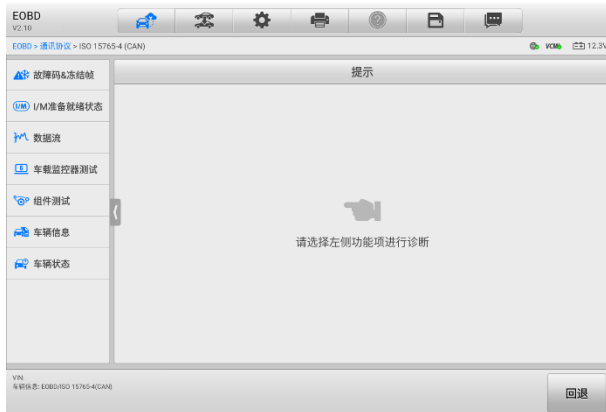 EOBD
V2.10
EOBD > 通讯协议 > ISO 15765-4 (CAN)
VCMI 12.3V
故障码&冻结帧
提示
I/M I/M准备就绪状态
数据流
车载监控器测试
组件测试
车辆信息
车辆状态
请选择左侧功能项进行诊断
VIN:
车辆信息: EOBD/ISO 15765-4(CAN)
回退